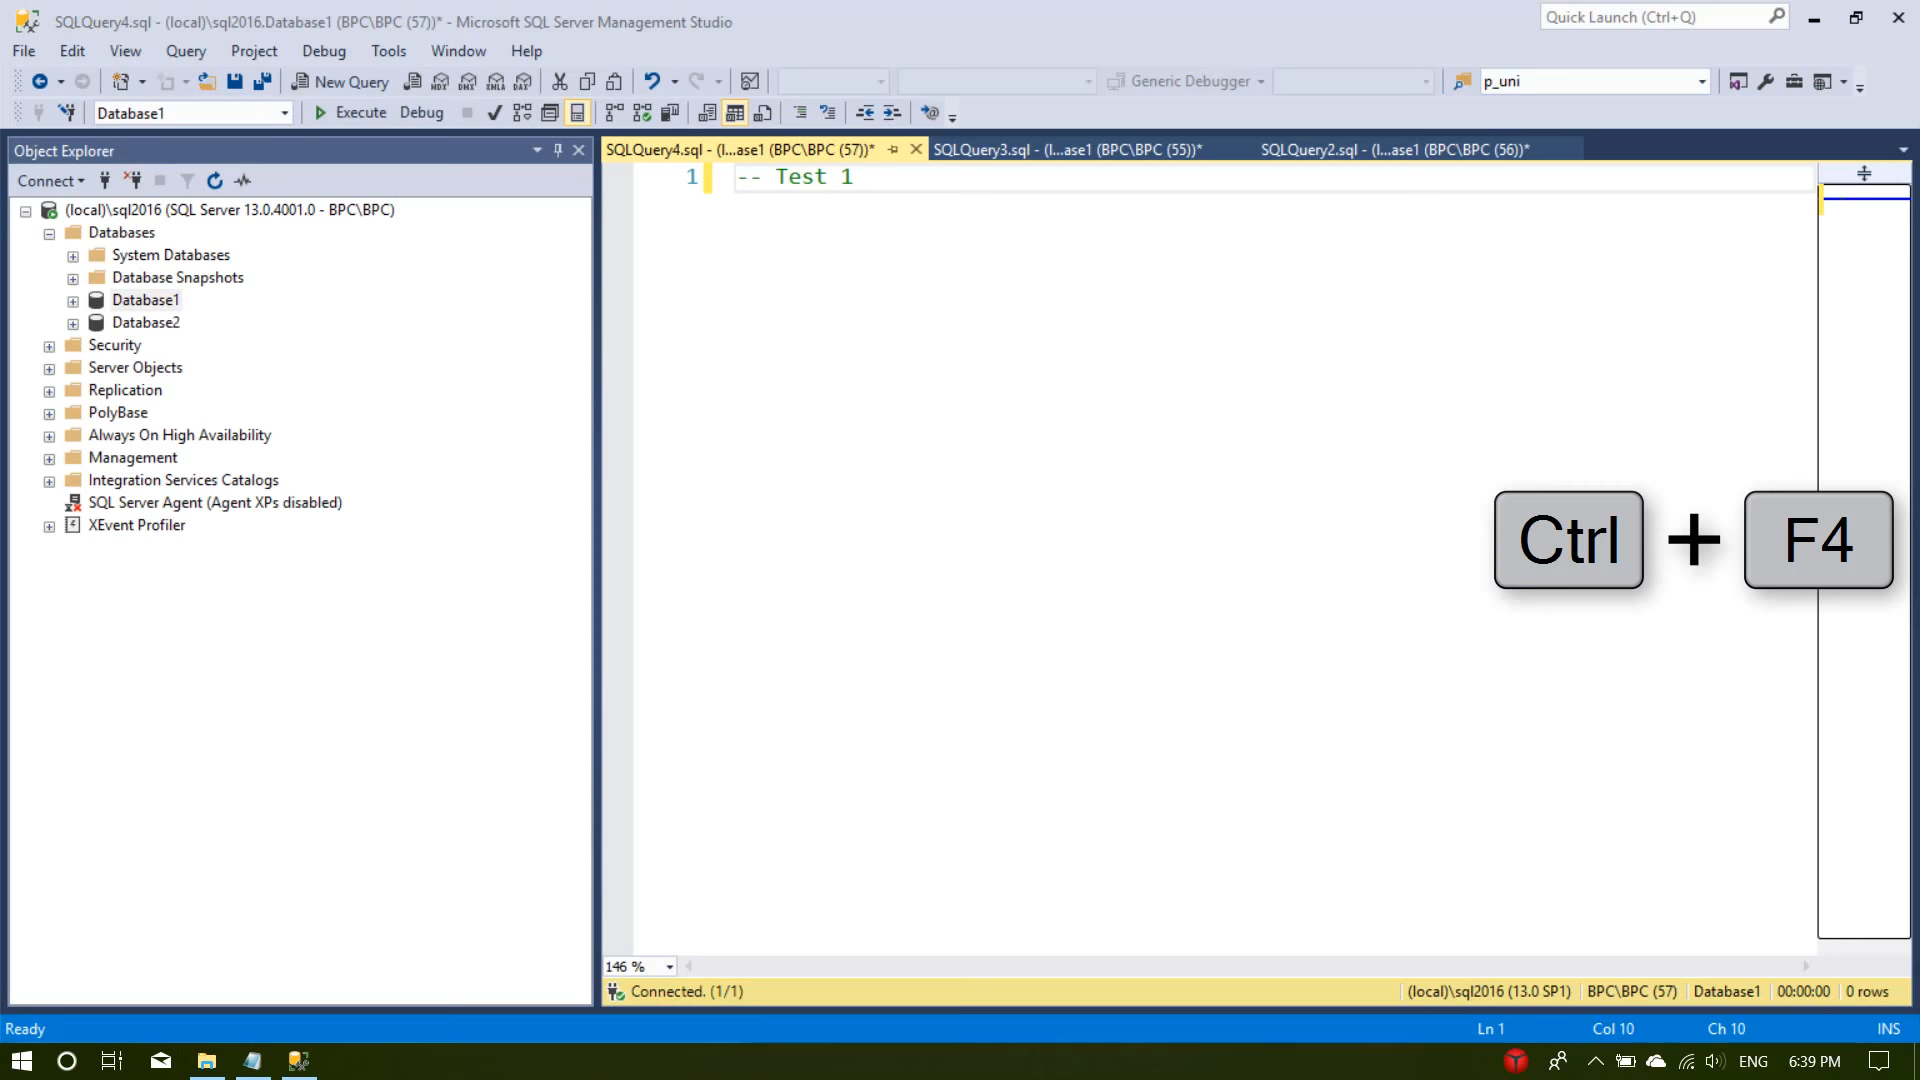 SQLQuery4.sql - (local)\sql2016.Database1 (BPC\BPC (57))* - Microsoft SQL Server Management Studio
Quick Launch (Ctrl+Q)
File Edit View Query Project Debug Tools Window Help
New Query
MDX
DMX
XMLA
DAX
Generic Debugger
p_uni
Database1
Execute
Debug
Object Explorer
SQLQuery4.sql - (l...ase1 (BPC\BPC (57))*
SQLQuery3.sql - (l...ase1 (BPC\BPC (55))*
SQLQuery2.sql - (l...ase1 (BPC\BPC (56))*
Connect
1 -- Test 1
(local)\sql2016 (SQL Server 13.0.4001.0 - BPC\BPC)
Databases
System Databases
Database Snapshots
Database1
Database2
Security
Server Objects
Replication
PolyBase
Always On High Availability
Management
Integration Services Catalogs
SQL Server Agent (Agent XPs disabled)
XEvent Profiler
Ctrl + F4
146 %
Connected. (1/1)
(local)\sql2016 (13.0 SP1)
BPC\BPC (57)
Database1
00:00:00
0 rows
Ready
Ln 1
Col 10
Ch 10
INS
ENG
6:39 PM